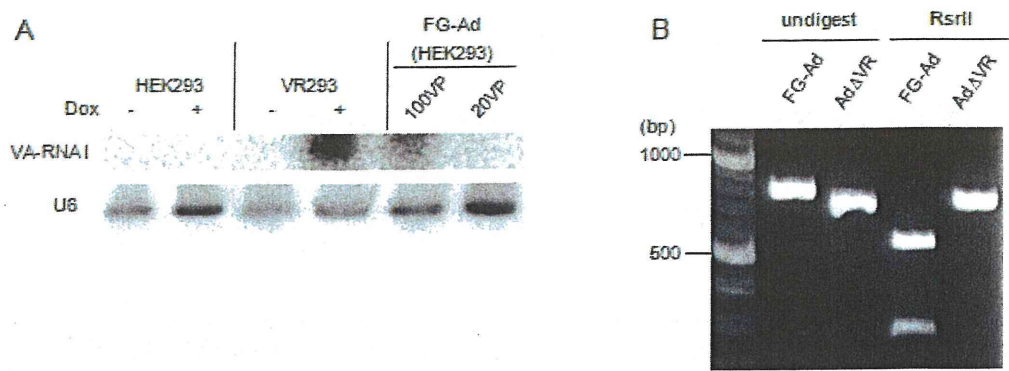 A
FG-Ad
(HEK293)
HEK293
VR293
100VP
20VP
Dox - + - +
VA-RNAI
U6
B
undigest
RsrII
FG-Ad
AdΔVR
FG-Ad
AdΔVR
(bp)
1000
500